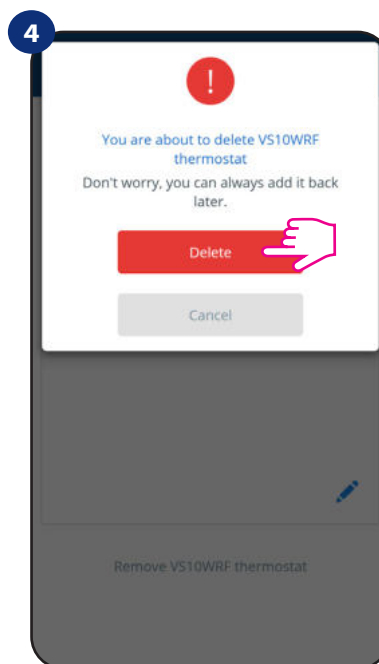 4
!
You are about to delete VS10WRF
thermostat
Don't worry, you can always add it back
later.
Delete
Cancel
Remove VS10WRF thermostat